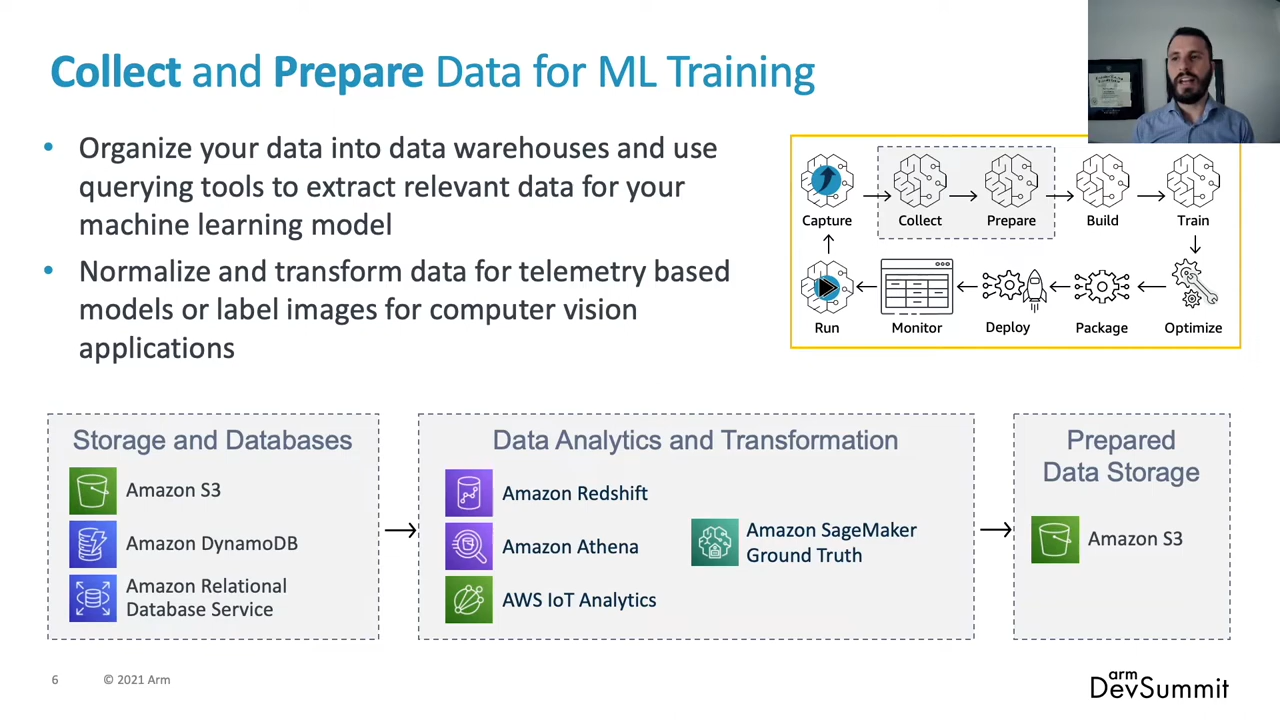 Collect and Prepare Data for ML Training
• Organize your data into data warehouses and use
querying tools to extract relevant data for your
machine learning model
• Normalize and transform data for telemetry based
models or label images for computer vision
applications
Capture
Collect
Prepare
Build
Train
Run
Monitor
Deploy
Package
Optimize
Storage and Databases
Amazon S3
Amazon DynamoDB
Amazon Relational
Database Service
Data Analytics and Transformation
Amazon Redshift
Amazon Athena
AWS IoT Analytics
Amazon SageMaker
Ground Truth
Prepared
Data Storage
Amazon S3
6
© 2021 Arm
arm
DevSummit